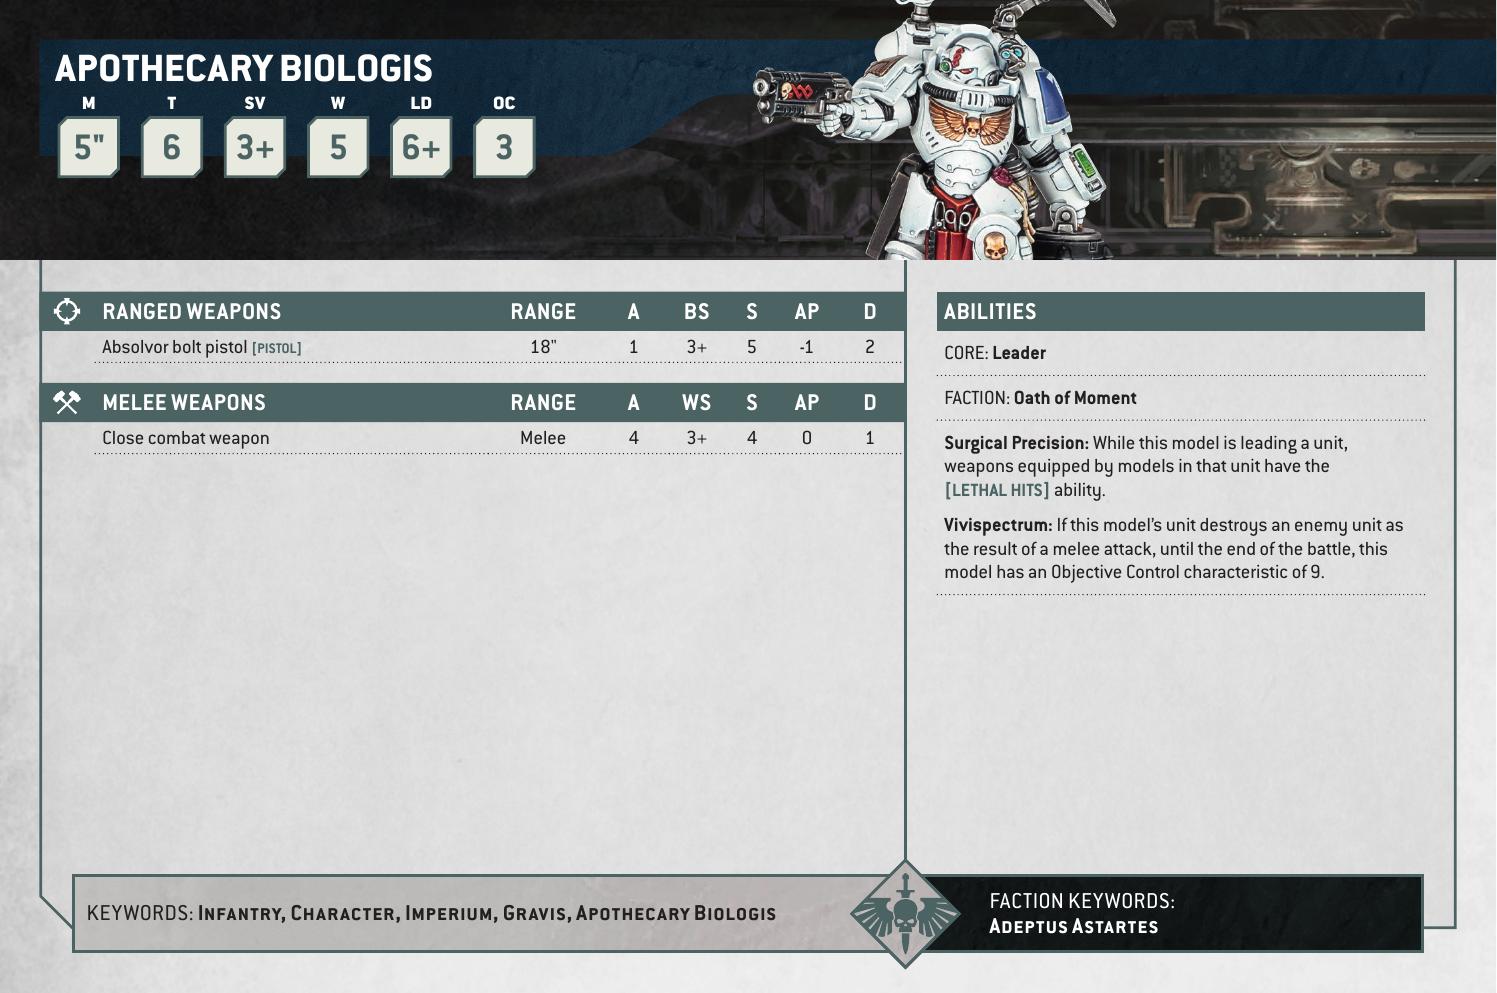 APOTHECARY BIOLOGIS
M T SV W LD OC
5" 6 3+ 5 6+ 3
RANGED WEAPONS RANGE A BS S AP D
Absolvor bolt pistol [PISTOL] 18" 1 3+ 5 -1 2
MELEE WEAPONS RANGE A WS S AP D
Close combat weapon Melee 4 3+ 4 0 1
ABILITIES
CORE: Leader
FACTION: Oath of Moment
Surgical Precision: While this model is leading a unit,
weapons equipped by models in that unit have the
[LETHAL HITS] ability.
Vivispectrum: If this model’s unit destroys an enemy unit as
the result of a melee attack, until the end of the battle, this
model has an Objective Control characteristic of 9.
KEYWORDS: Infantry, Character, Imperium, Gravis, Apothecary Biologis
FACTION KEYWORDS:
Adeptus Astartes